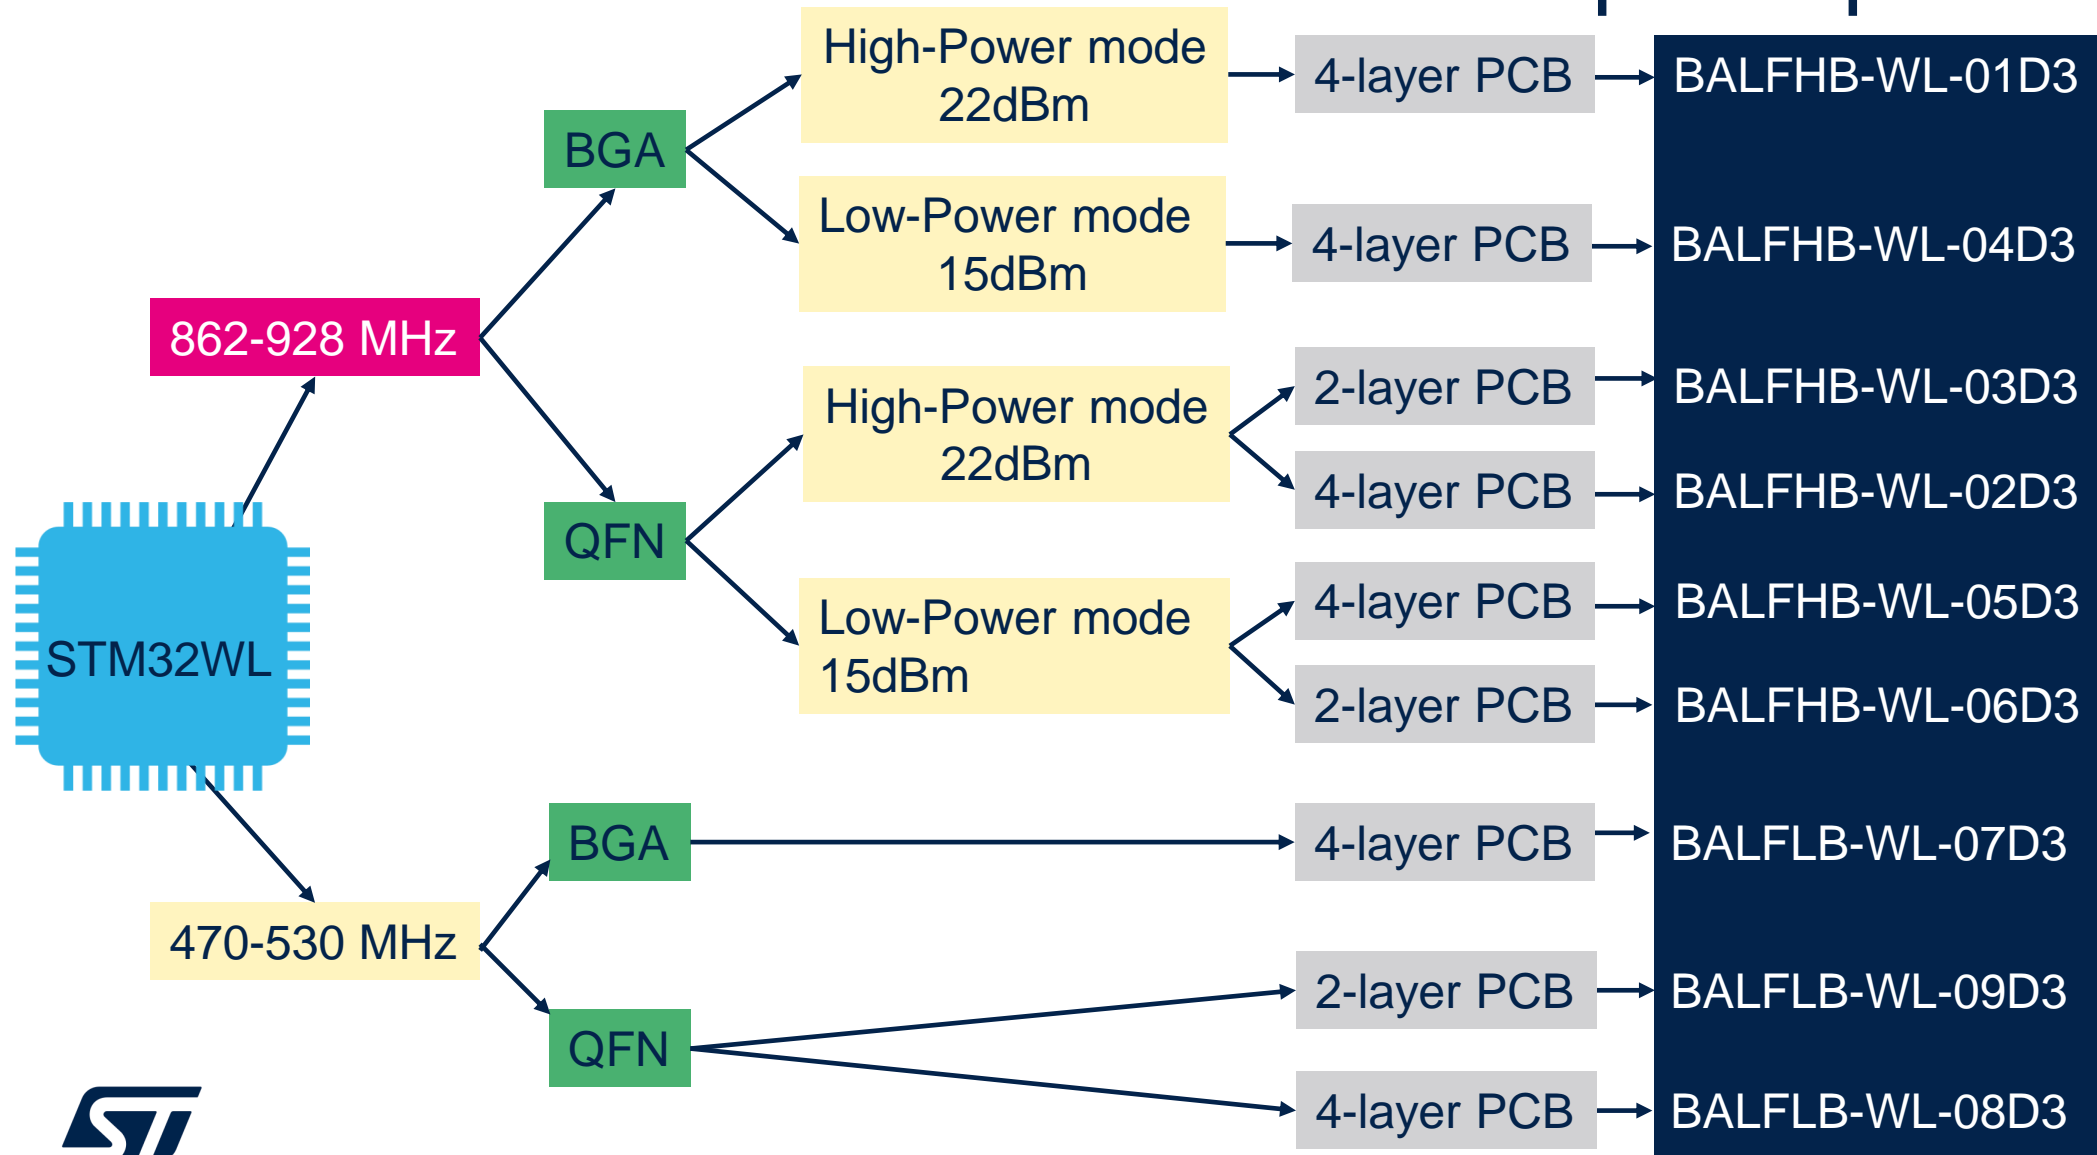 High-Power mode
22dBm
4-layer PCB
BALFHB-WL-01D3
BGA
Low-Power mode
15dBm
4-layer PCB
BALFHB-WL-04D3
862-928 MHz
High-Power mode
22dBm
2-layer PCB
BALFHB-WL-03D3
4-layer PCB
BALFHB-WL-02D3
QFN
Low-Power mode
15dBm
4-layer PCB
BALFHB-WL-05D3
2-layer PCB
BALFHB-WL-06D3
STM32WL
BGA
4-layer PCB
BALFLB-WL-07D3
470-530 MHz
QFN
2-layer PCB
BALFLB-WL-09D3
4-layer PCB
BALFLB-WL-08D3
ST